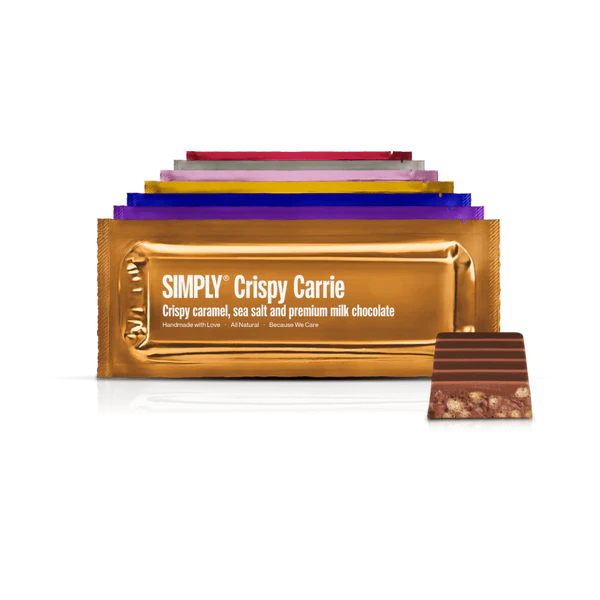 SIMPLY® Crispy Carrie
Crispy caramel, sea salt and premium milk chocolate
Handmade with Love · All Natural · Because We Care